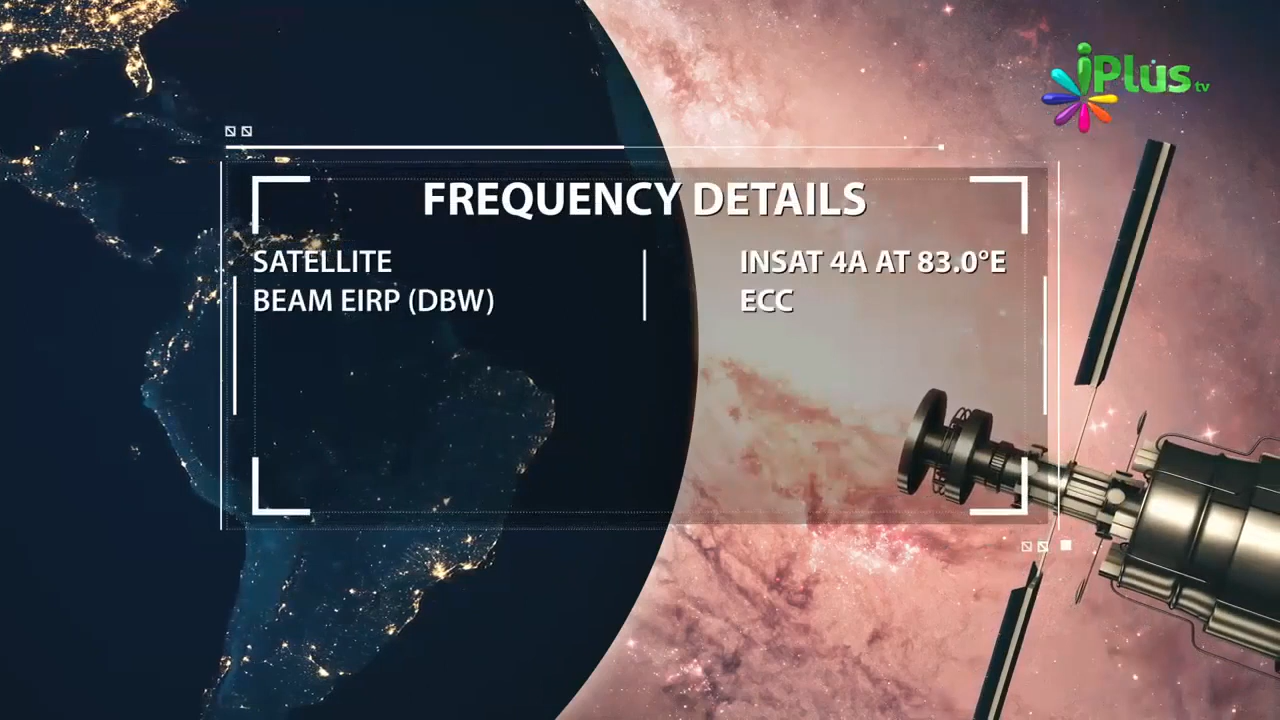 iPlus tv
FREQUENCY DETAILS
SATELLITE INSAT 4A AT 83.0°E
BEAM EIRP (DBW) ECC